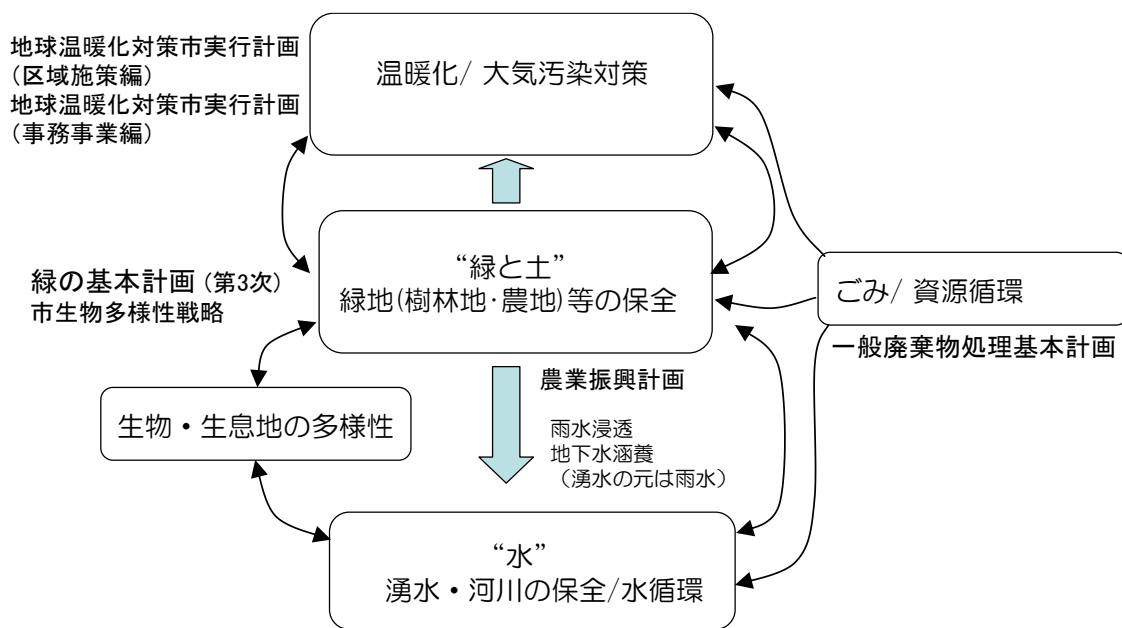 地球温暖化対策市実行計画
（区域施策編）
地球温暖化対策市実行計画
（事務事業編）
温暖化/ 大気汚染対策
“緑と土”
緑地(樹林地･農地)等の保全
緑の基本計画 (第3次)
市生物多様性戦略
ごみ/ 資源循環
一般廃棄物処理基本計画
農業振興計画
生物・生息地の多様性
雨水浸透
地下水涵養
（湧水の元は雨水）
“水”
湧水・河川の保全/水循環